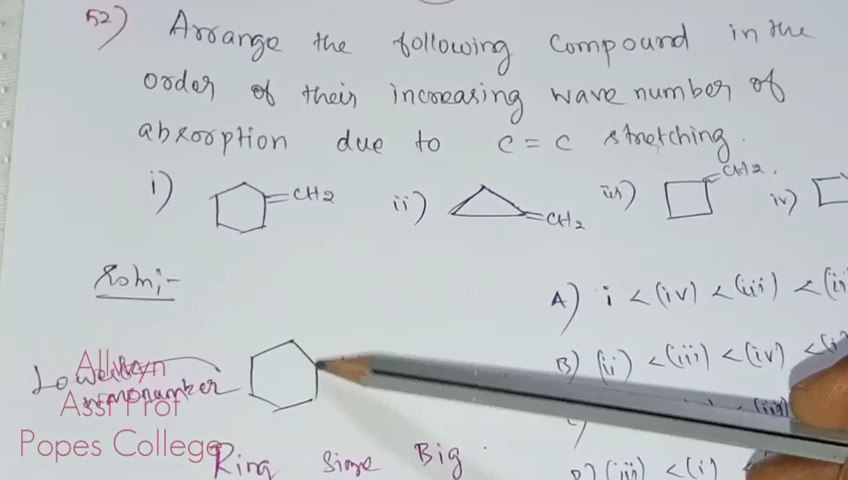 52) Arrange the following compound in the
order of their increasing wave number of
absorption due to C = C stretching.
i) =CH2 ii) =CH2 iii) =CH2. iv)
Soln:-
A) i < (iv) < (iii) < (ii
B) (ii) < (iii) < (iv) < (i
Allwyn
Asst Prof
Popes College
D) (iii) < (i) <
Ring Size Big